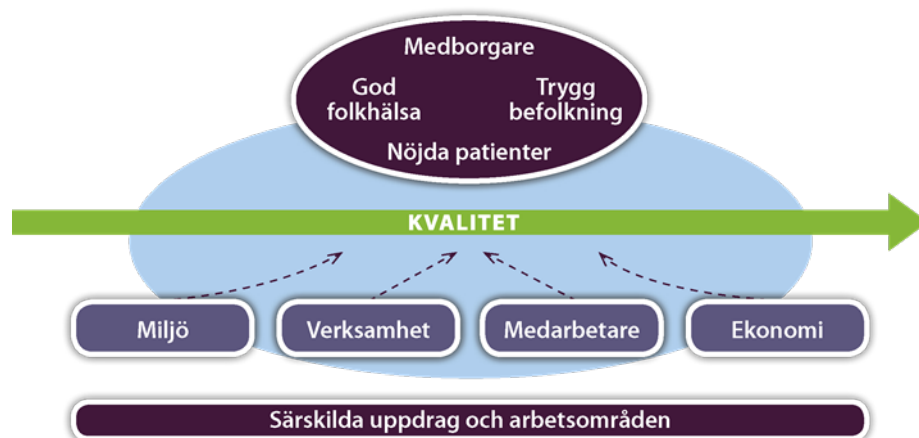 Medborgare
God
folkhälsa
Trygg
befolkning
Nöjda patienter
KVALITET
Miljö
Verksamhet
Medarbetare
Ekonomi
Särskilda uppdrag och arbetsområden